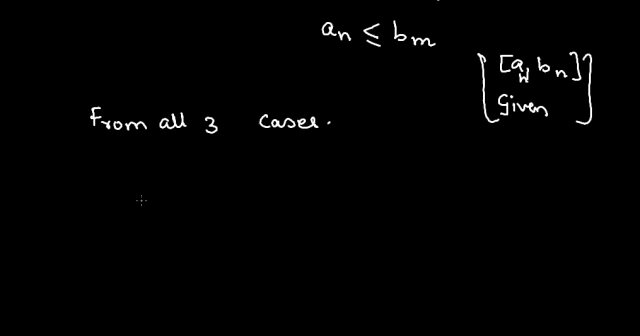 aₙ ≤ bₘ
[aₙ, bₙ]
Given
From all 3 cases.